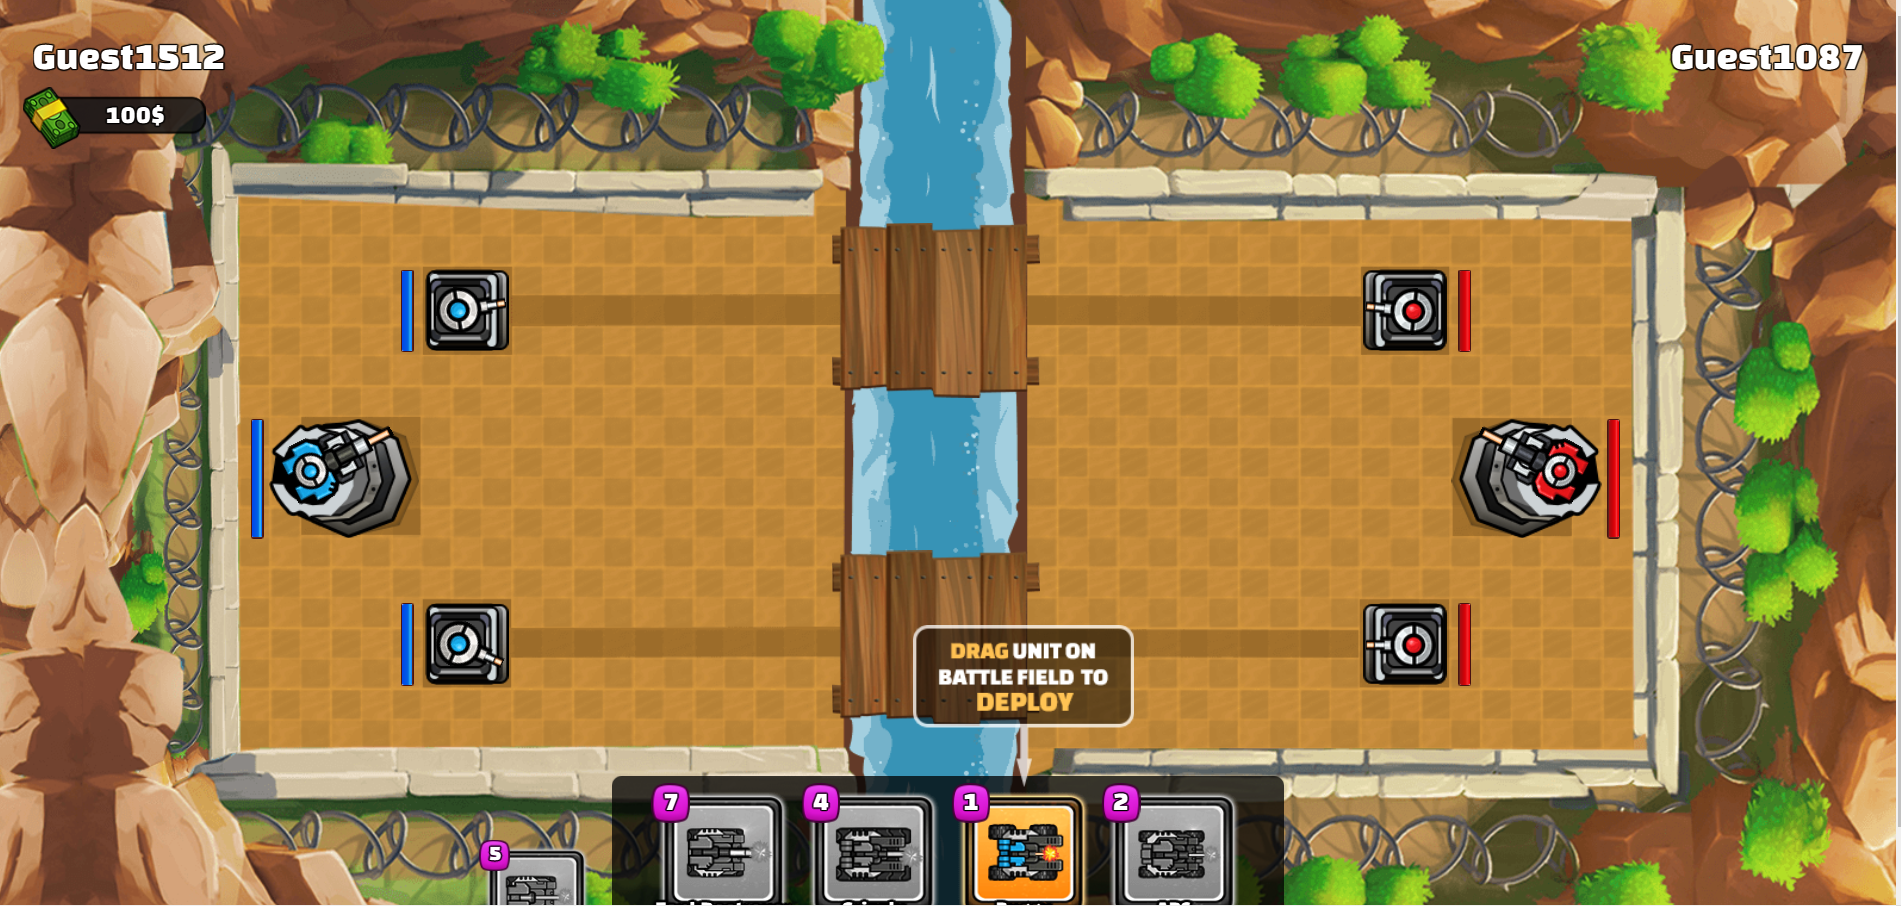 Guest1512
Guest1087
100$
DRAG UNIT ON
BATTLE FIELD TO
DEPLOY
7
4
1
2
5